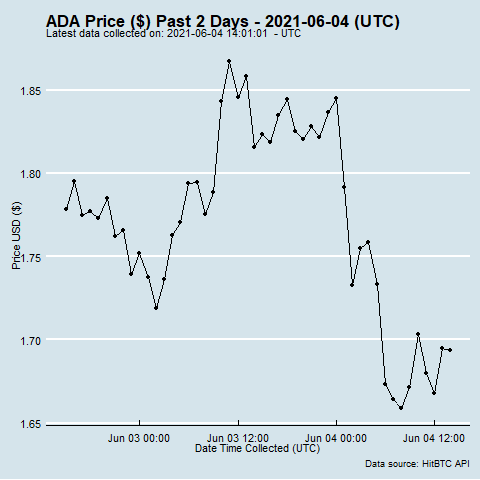 ADA Price ($) Past 2 Days - 2021-06-04 (UTC)
Latest data collected on: 2021-06-04 14:01:01  - UTC
1.85
1.80
1.75
1.70
1.65
Price USD ($)
Jun 03 00:00
Jun 03 12:00
Jun 04 00:00
Jun 04 12:00
Date Time Collected (UTC)
Data source: HitBTC API